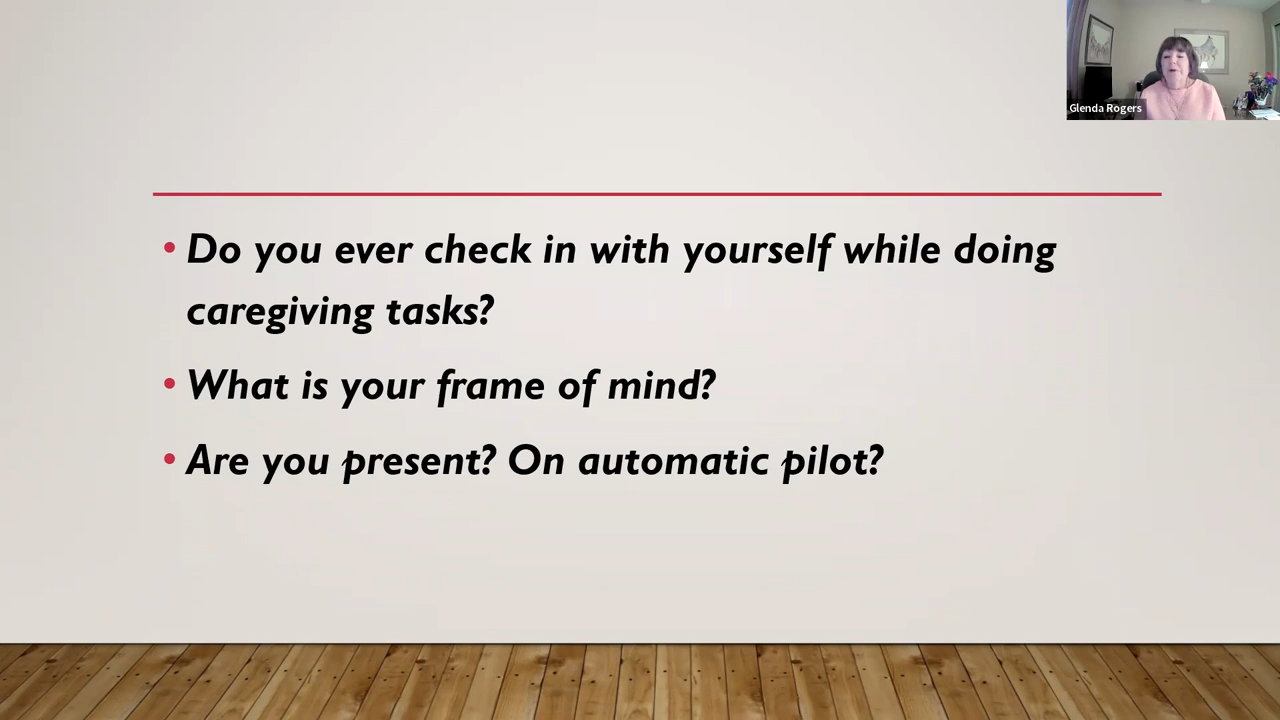 Glenda Rogers
• Do you ever check in with yourself while doing
caregiving tasks?
• What is your frame of mind?
• Are you present? On automatic pilot?